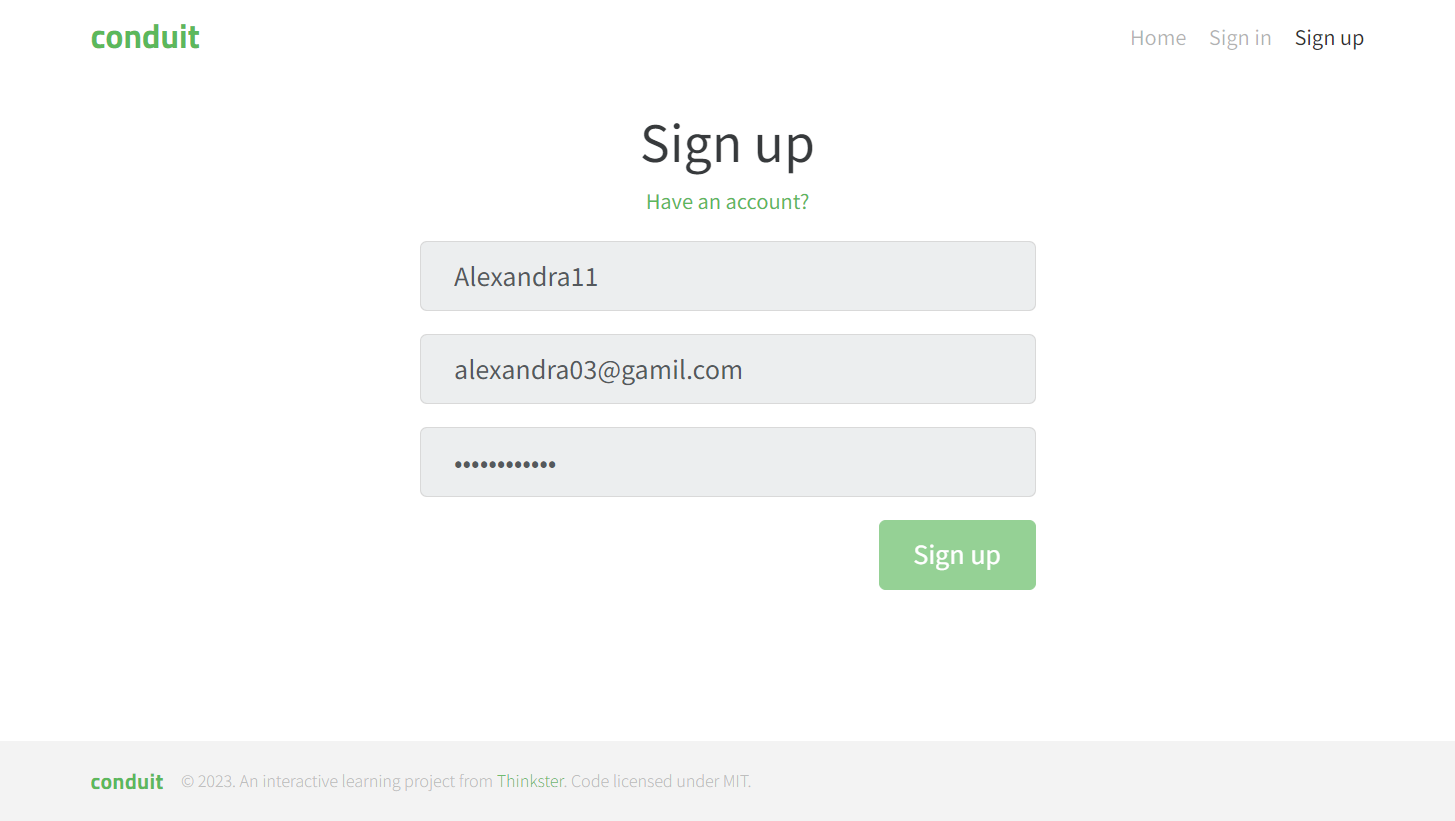 conduit
Home Sign in Sign up
Sign up
Have an account?
Alexandra11
alexandra03@gamil.com
••••••••••••
Sign up
conduit © 2023. An interactive learning project from Thinkster. Code licensed under MIT.